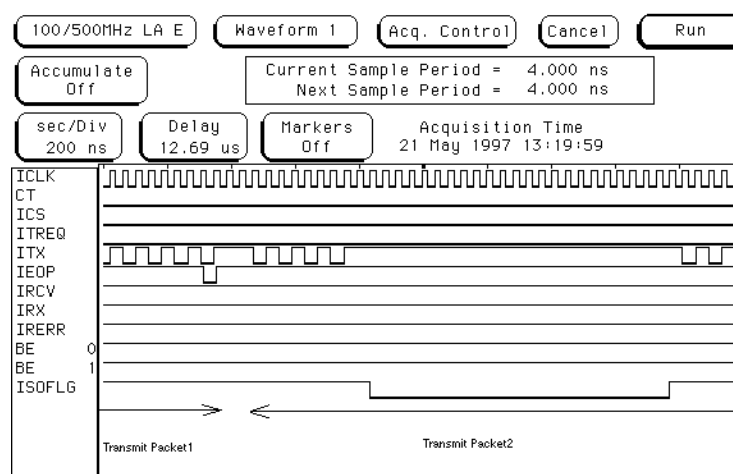 100/500MHz LA E Waveform 1 Acq. Control Cancel Run
Accumulate Off
Current Sample Period = 4.000 ns
Next Sample Period = 4.000 ns
sec/Div 200 ns
Delay 12.69 us
Markers Off
Acquisition Time
21 May 1997 13:19:59
ICLK
CT
ICS
ITREQ
ITX
IEOP
IRCV
IRX
IRERR
BE 0
BE 1
ISOFLG
Transmit Packet1 Transmit Packet2